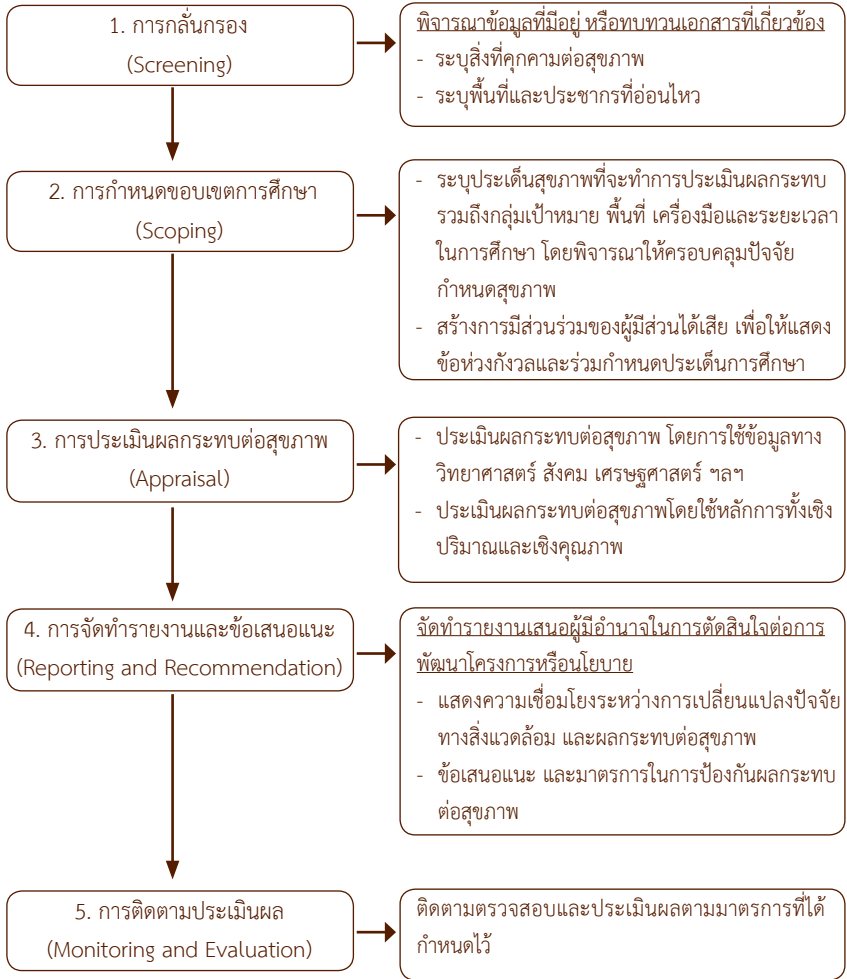 1. การกลั่นกรอง
(Screening)
พิจารณาข้อมูลที่มีอยู่ หรือทบทวนเอกสารที่เกี่ยวข้อง
- ระบุสิ่งที่คุกคามต่อสุขภาพ
- ระบุพื้นที่และประชากรที่อ่อนไหว
2. การกำหนดขอบเขตการศึกษา
(Scoping)
- ระบุประเด็นสุขภาพที่จะทำการประเมินผลกระทบ
รวมถึงกลุ่มเป้าหมาย พื้นที่ เครื่องมือและระยะเวลา
ในการศึกษา โดยพิจารณาให้ครอบคลุมปัจจัย
กำหนดสุขภาพ
- สร้างการมีส่วนร่วมของผู้มีส่วนได้เสีย เพื่อให้แสดง
ข้อห่วงกังวลและร่วมกำหนดประเด็นการศึกษา
3. การประเมินผลกระทบต่อสุขภาพ
(Appraisal)
- ประเมินผลกระทบต่อสุขภาพ โดยการใช้ข้อมูลทาง
วิทยาศาสตร์ สังคม เศรษฐศาสตร์ ฯลฯ
- ประเมินผลกระทบต่อสุขภาพโดยใช้หลักการทั้งเชิง
ปริมาณและเชิงคุณภาพ
4. การจัดทำรายงานและข้อเสนอแนะ
(Reporting and Recommendation)
จัดทำรายงานเสนอผู้มีอำนาจในการตัดสินใจต่อการ
พัฒนาโครงการหรือนโยบาย
- แสดงความเชื่อมโยงระหว่างการเปลี่ยนแปลงปัจจัย
ทางสิ่งแวดล้อม และผลกระทบต่อสุขภาพ
- ข้อเสนอแนะ และมาตรการในการป้องกันผลกระทบ
ต่อสุขภาพ
5. การติดตามประเมินผล
(Monitoring and Evaluation)
ติดตามตรวจสอบและประเมินผลตามมาตรการที่ได้
กำหนดไว้